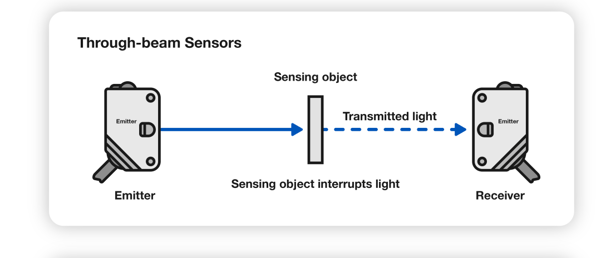 Through-beam Sensors
Sensing object
Emitter
Transmitted light
Emitter
Sensing object interrupts light
Emitter
Receiver